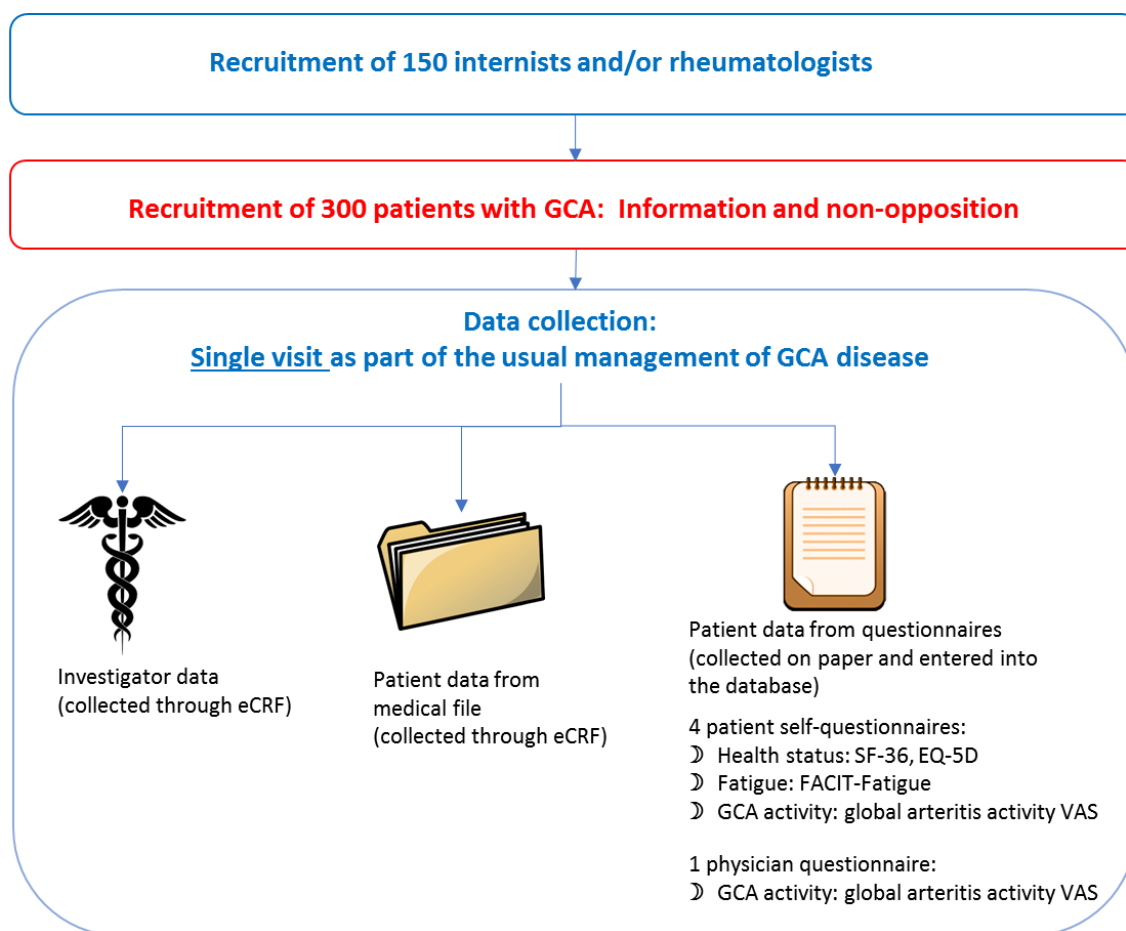 Recruitment of 150 internists and/or rheumatologists
Recruitment of 300 patients with GCA: Information and non-opposition
Data collection:
Single visit as part of the usual management of GCA disease
Investigator data
(collected through eCRF)
Patient data from
medical file
(collected through eCRF)
Patient data from questionnaires
(collected on paper and entered into
the database)
4 patient self-questionnaires:
☽ Health status: SF-36, EQ-5D
☽ Fatigue: FACIT-Fatigue
☽ GCA activity: global arteritis activity VAS
1 physician questionnaire:
☽ GCA activity: global arteritis activity VAS